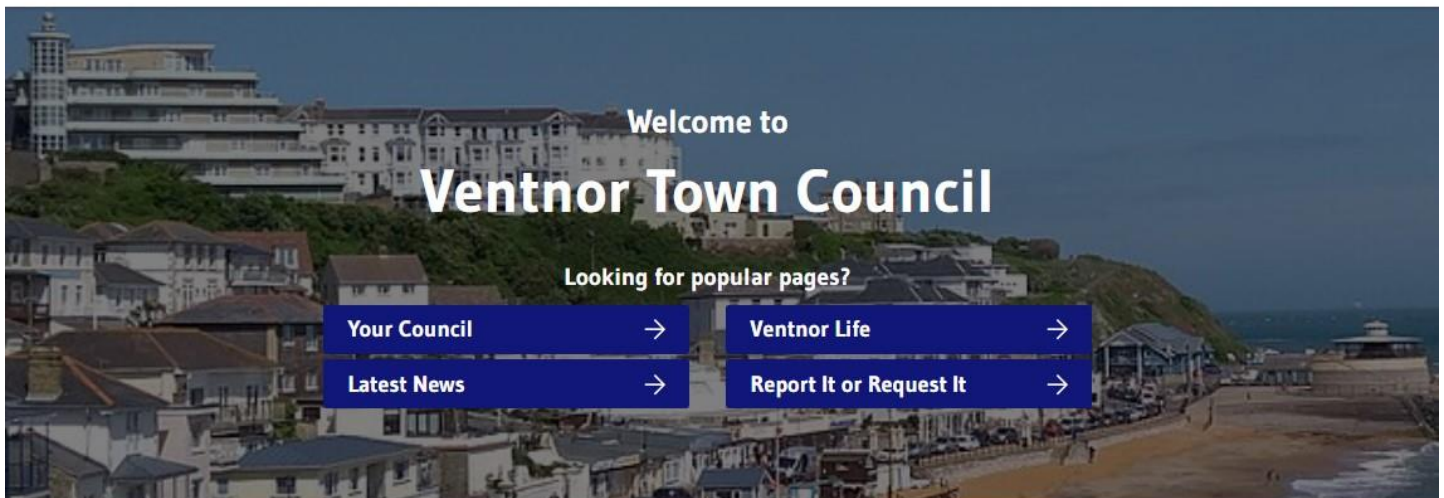 Welcome to
Ventnor Town Council
Looking for popular pages?
Your Council →
Ventnor Life →
Latest News →
Report It or Request It →